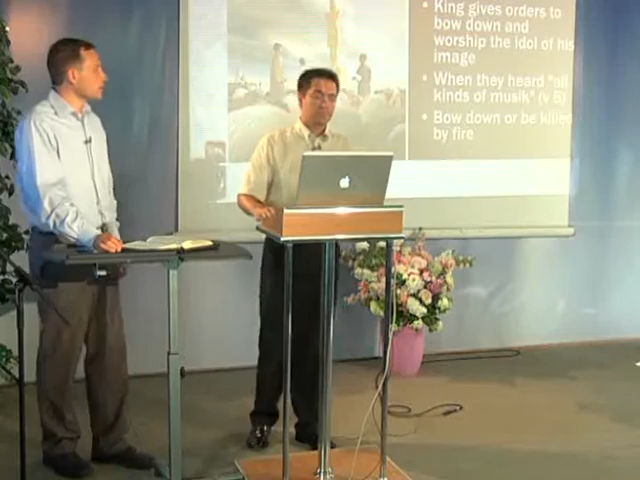 • King gives orders to
bow down and
worship the idol of his
image
• When they heard "all
kinds of musik" (v 5)
• Bow down or be killed
by fire